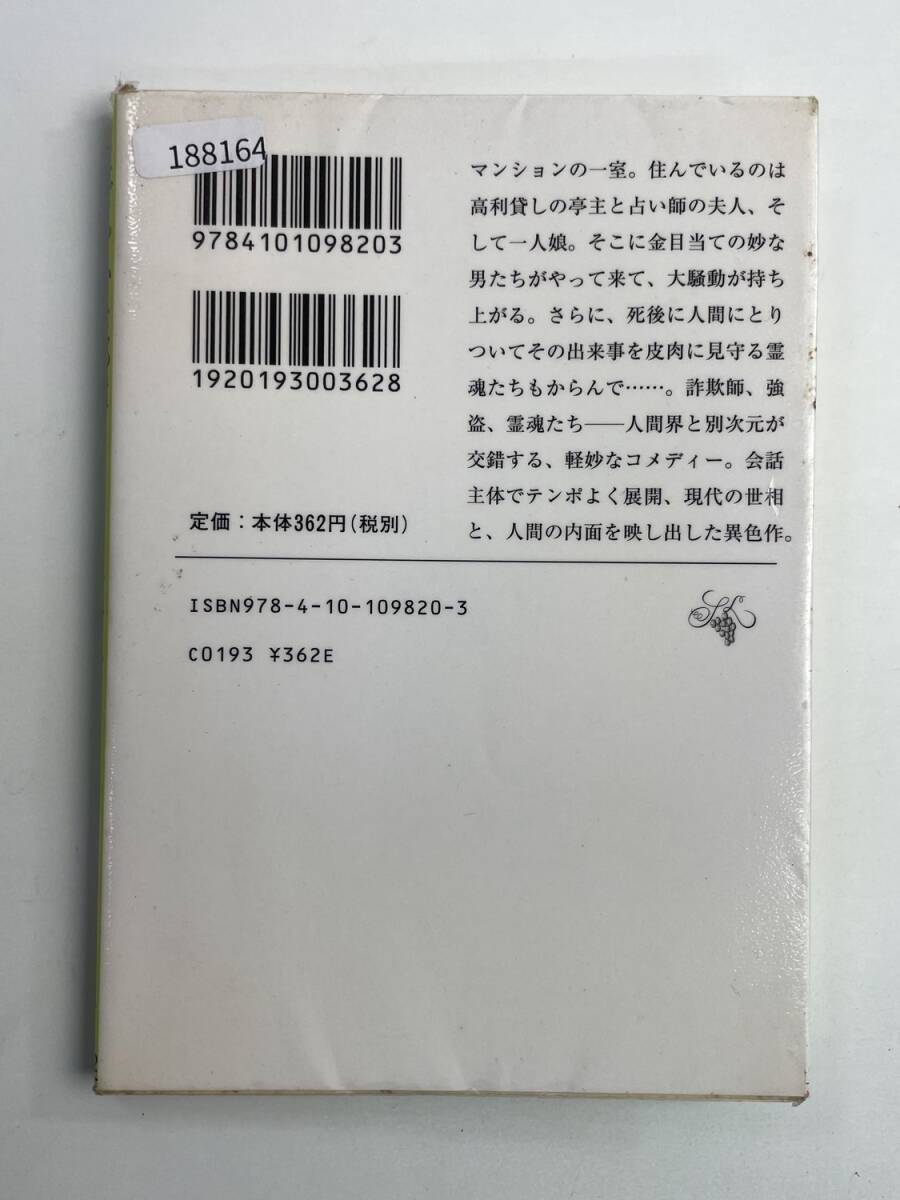 188164
9784101098203
1920193003628
定価：本体362円（税別）
マンションの一室。住んでいるのは
高利貸しの亭主と占い師の夫人、そ
して一人娘。そこに金目当ての妙な
男たちがやって来て、大騒動が持ち
上がる。さらに、死後に人間にとり
ついてその出来事を皮肉に見守る霊
魂たちもからんで……。詐欺師、強
盗、霊魂たち――人間界と別次元が
交錯する、軽妙なコメディー。会話
主体でテンポよく展開、現代の世相
と、人間の内面を映し出した異色作。
ISBN978-4-10-109820-3
C0193 ¥362E